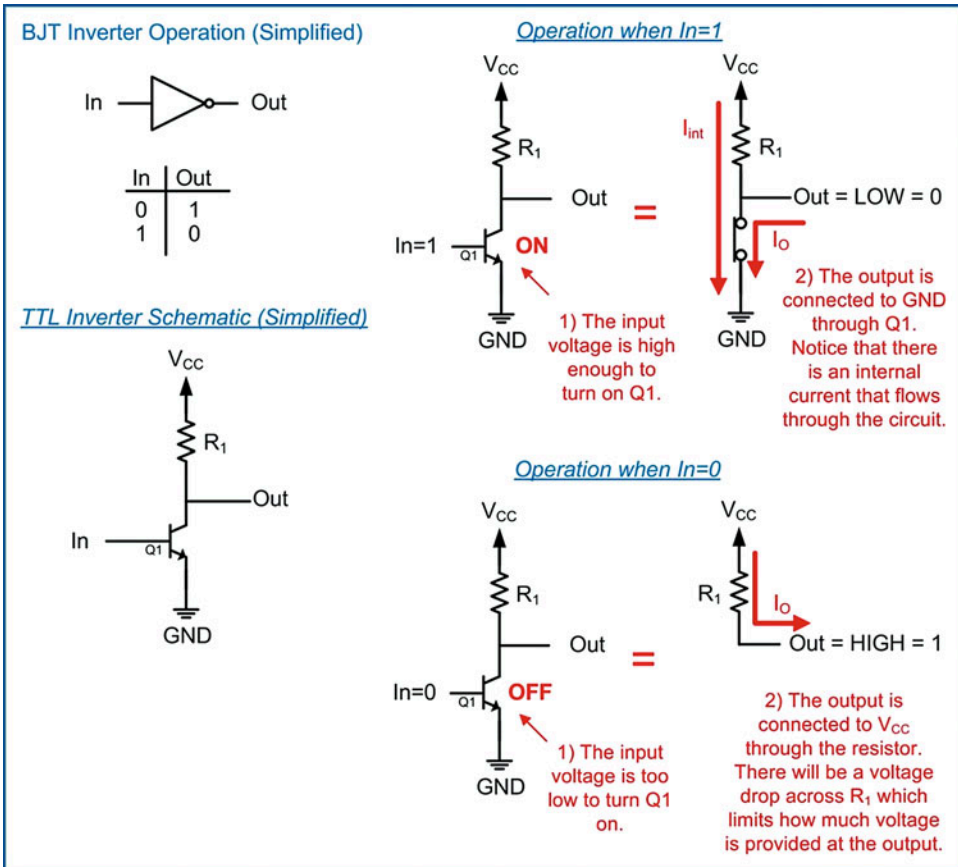 BJT Inverter Operation (Simplified)
In
Out
In Out
0 1
1 0
TTL Inverter Schematic (Simplified)
VCC
R1
Out
In
Q1
GND
Operation when In=1
VCC
R1
Out
In=1
Q1
ON
GND
1) The input
voltage is high
enough to
turn on Q1.
=
VCC
Iint
R1
Out = LOW = 0
IO
GND
2) The output is
connected to GND
through Q1.
Notice that there
is an internal
current that flows
through the circuit.
Operation when In=0
VCC
R1
Out
In=0
Q1
OFF
GND
1) The input
voltage is too
low to turn Q1
on.
=
VCC
R1
IO
Out = HIGH = 1
2) The output is
connected to VCC
through the resistor.
There will be a voltage
drop across R1 which
limits how much voltage
is provided at the output.